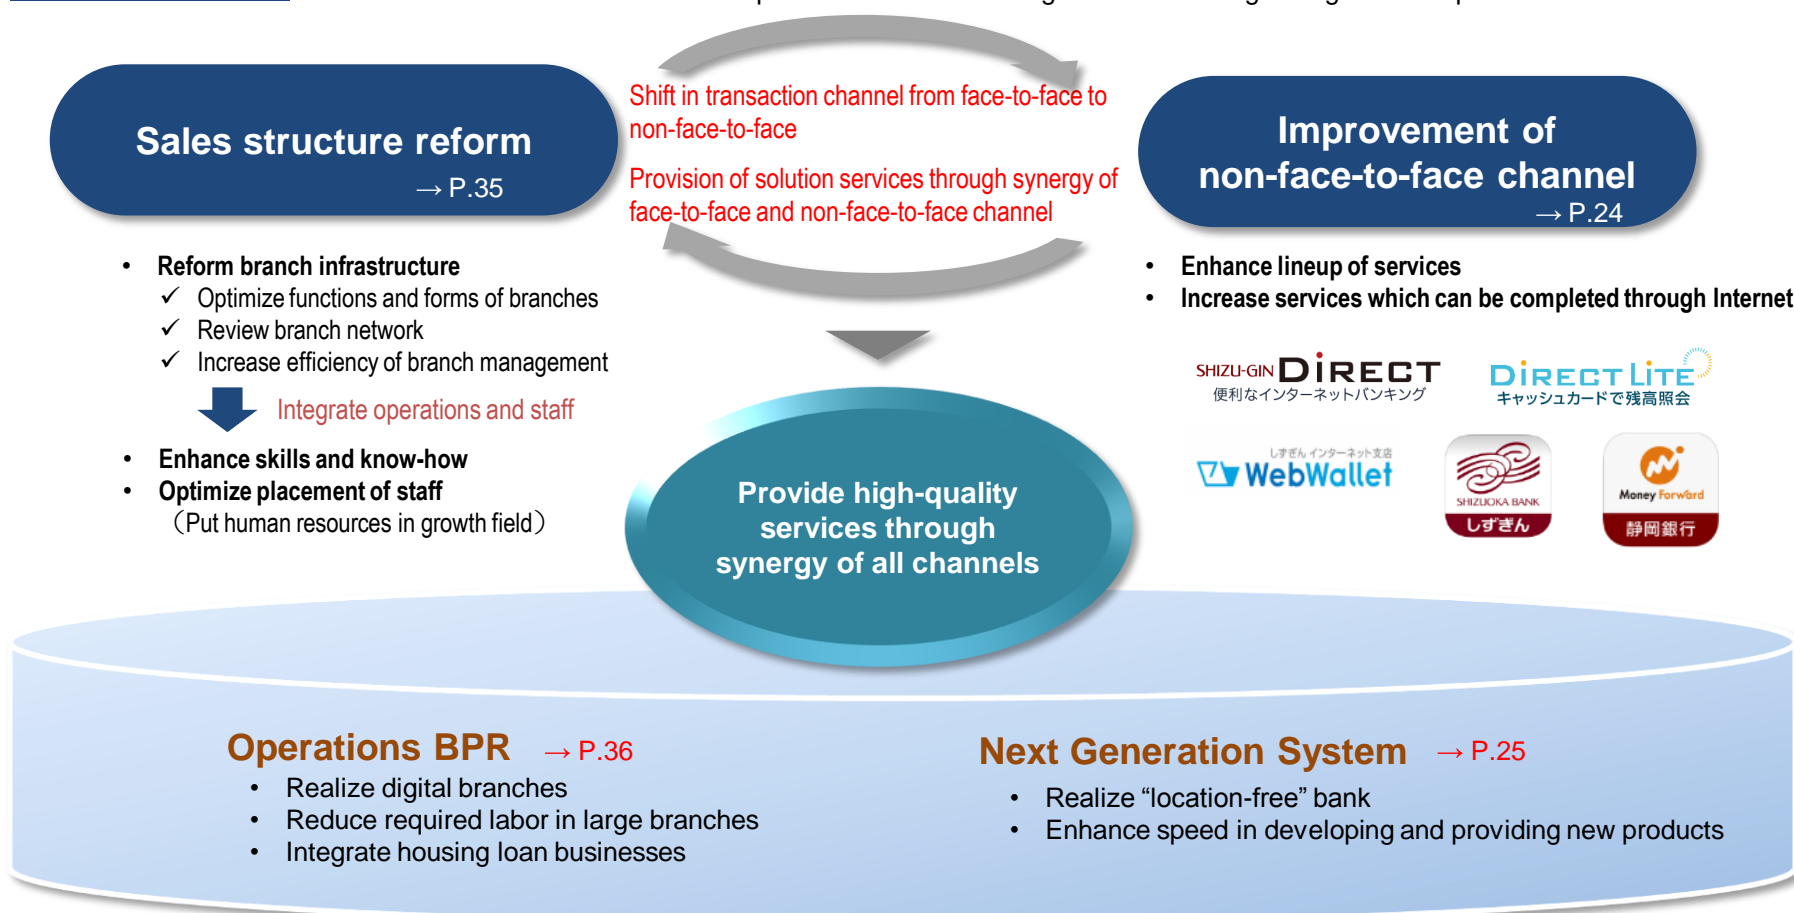 Sales structure reform
→ P.35
Shift in transaction channel from face-to-face to
non-face-to-face
Provision of solution services through synergy of
face-to-face and non-face-to-face channel
Improvement of
non-face-to-face channel
→ P.24
• Reform branch infrastructure
✓ Optimize functions and forms of branches
✓ Review branch network
✓ Increase efficiency of branch management
Integrate operations and staff
• Enhance skills and know-how
• Optimize placement of staff
（Put human resources in growth field）
• Enhance lineup of services
• Increase services which can be completed through Internet
SHIZU-GIN DiRECT
便利なインターネットバンキング
DiRECT LiTE
キャッシュカードで残高照会
しずぎん インターネット支店
WebWallet
SHIZUOKA BANK
しずぎん
Money Forward
静岡銀行
Provide high-quality
services through
synergy of all channels
Operations BPR → P.36
• Realize digital branches
• Reduce required labor in large branches
• Integrate housing loan businesses
Next Generation System → P.25
• Realize “location-free” bank
• Enhance speed in developing and providing new products